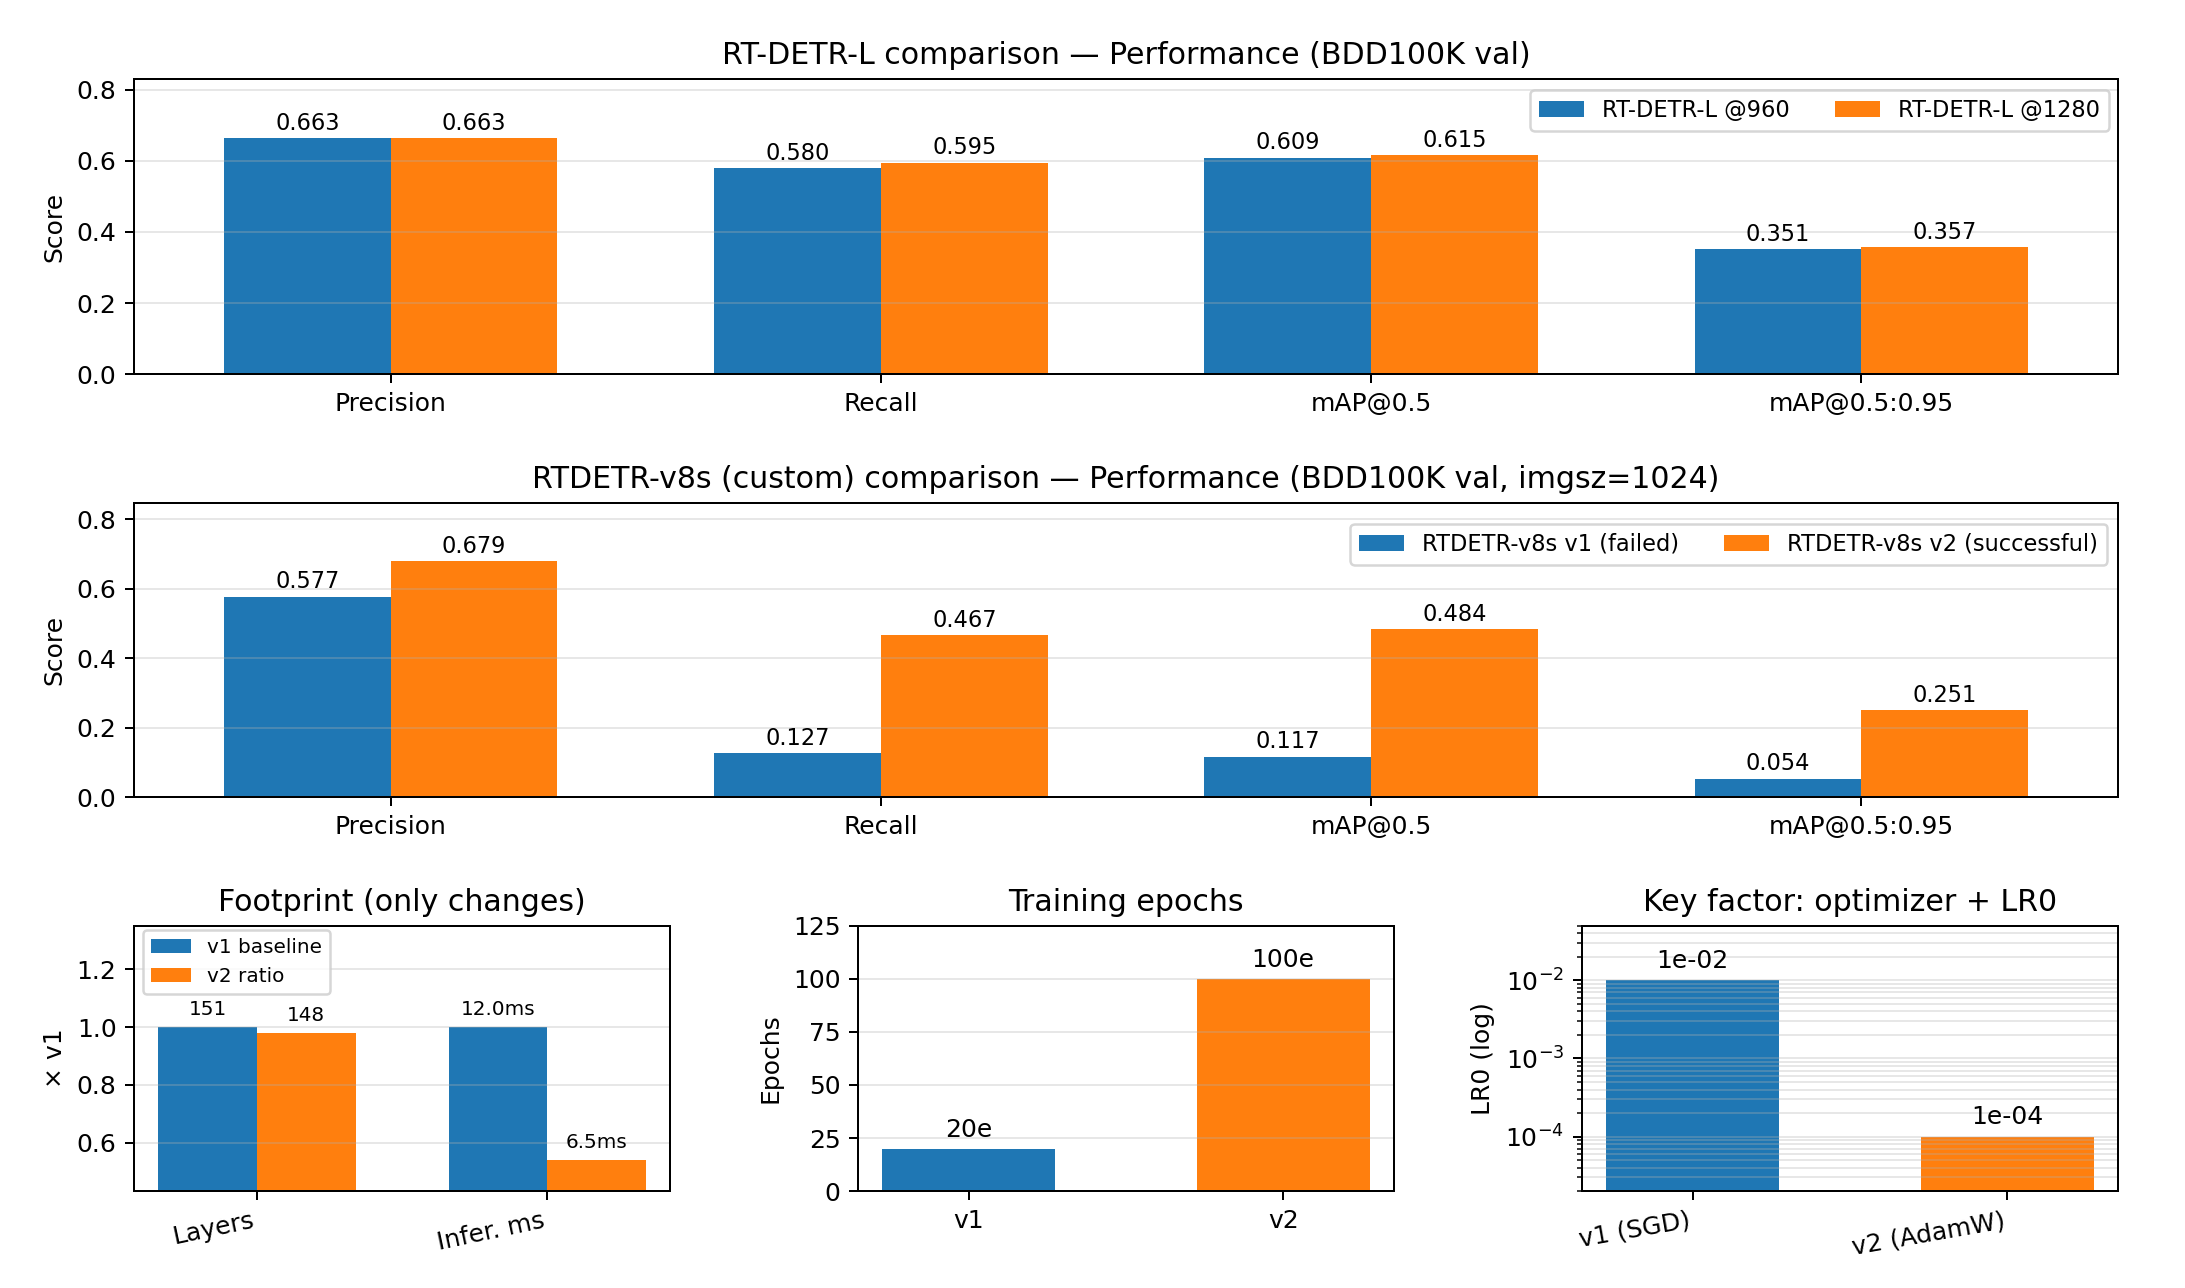 RT-DETR-L comparison — Performance (BDD100K val)
RT-DETR-L @960
RT-DETR-L @1280
Score
0.8
0.6
0.4
0.2
0.0
0.663
0.663
0.580
0.595
0.609
0.615
0.351
0.357
Precision
Recall
mAP@0.5
mAP@0.5:0.95
RTDETR-v8s (custom) comparison — Performance (BDD100K val, imgsz=1024)
RTDETR-v8s v1 (failed)
RTDETR-v8s v2 (successful)
Score
0.8
0.6
0.4
0.2
0.0
0.577
0.679
0.127
0.467
0.117
0.484
0.054
0.251
Precision
Recall
mAP@0.5
mAP@0.5:0.95
Footprint (only changes)
v1 baseline
v2 ratio
× v1
1.2
1.0
0.8
0.6
151
148
12.0ms
6.5ms
Layers
Infer. ms
Training epochs
Epochs
125
100
75
50
25
0
20e
100e
v1
v2
Key factor: optimizer + LR0
LR0 (log)
10⁻²
10⁻³
10⁻⁴
1e-02
1e-04
v1 (SGD)
v2 (AdamW)